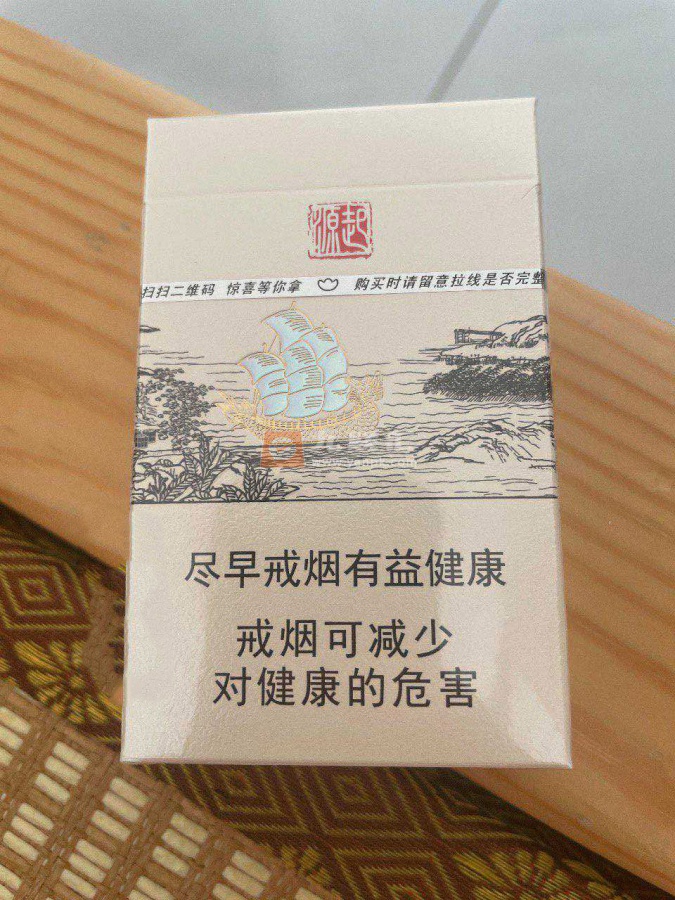 源起
扫扫二维码 惊喜等你拿 购买时请留意拉线是否完整
尽早戒烟有益健康
戒烟可减少
对健康的危害